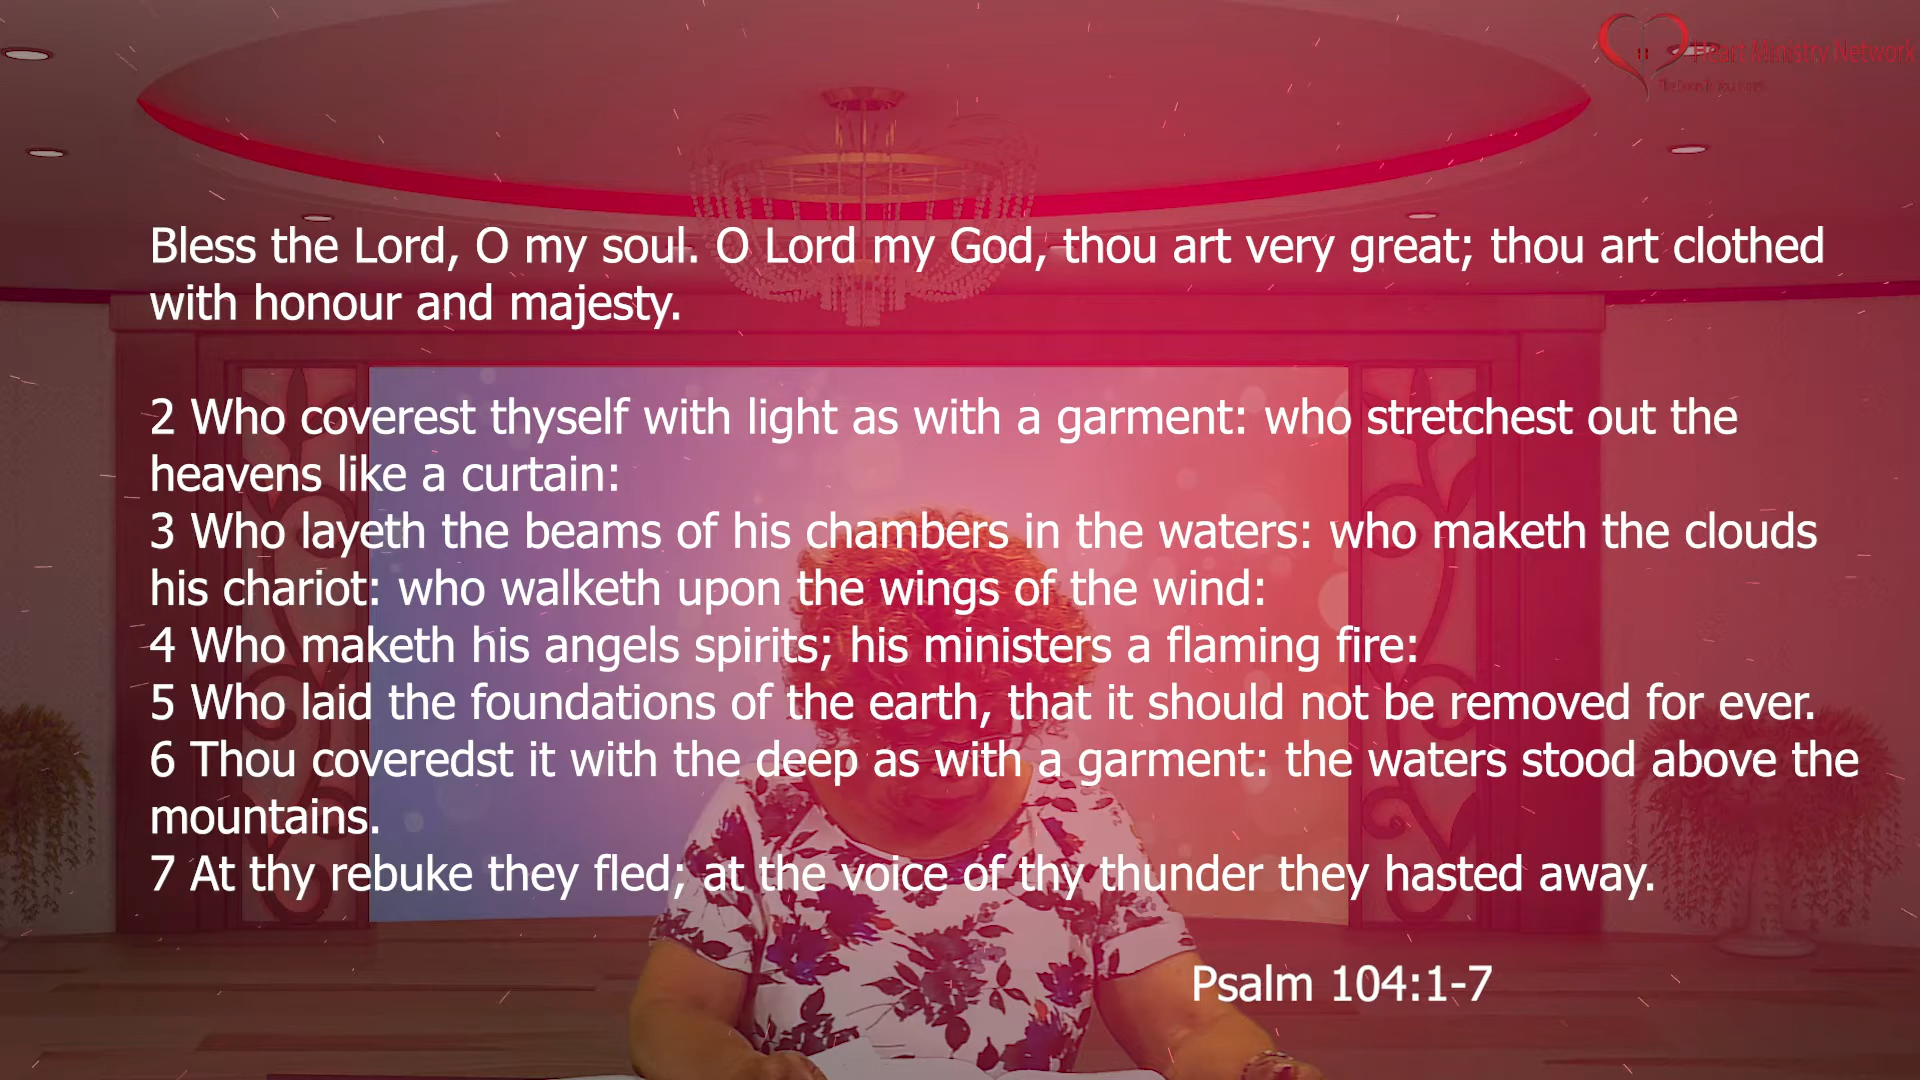 Heart Ministry Network
Bless the Lord, O my soul. O Lord my God, thou art very great; thou art clothed
with honour and majesty.
2 Who coverest thyself with light as with a garment: who stretchest out the
heavens like a curtain:
3 Who layeth the beams of his chambers in the waters: who maketh the clouds
his chariot: who walketh upon the wings of the wind:
4 Who maketh his angels spirits; his ministers a flaming fire:
5 Who laid the foundations of the earth, that it should not be removed for ever.
6 Thou coveredst it with the deep as with a garment: the waters stood above the
mountains.
7 At thy rebuke they fled; at the voice of thy thunder they hasted away.
Psalm 104:1-7